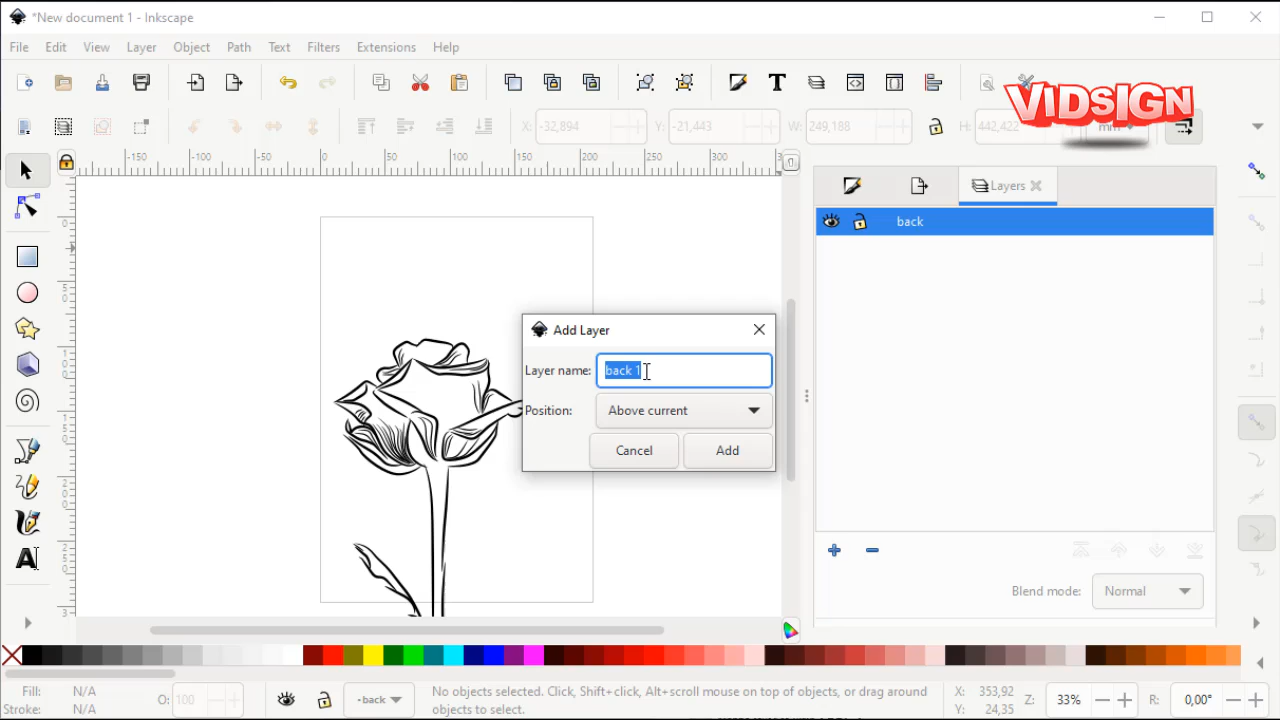 *New document 1 - Inkscape
File Edit View Layer Object Path Text Filters Extensions Help
VIDSIGN
X: -32,894 Y: -21,443 W: 249,188 H: 442,422 mm
-150 -100 -50 0 50 100 150 200 250 300
Layers
back
Add Layer
Layer name: back 1
Position: Above current
Cancel Add
Blend mode: Normal
Fill: N/A
Stroke: N/A
O: 100
-back
No objects selected. Click, Shift+click, Alt+scroll mouse on top of objects, or drag around
objects to select.
X: 353,92
Y: 24,35
Z: 33%
R: 0,00°